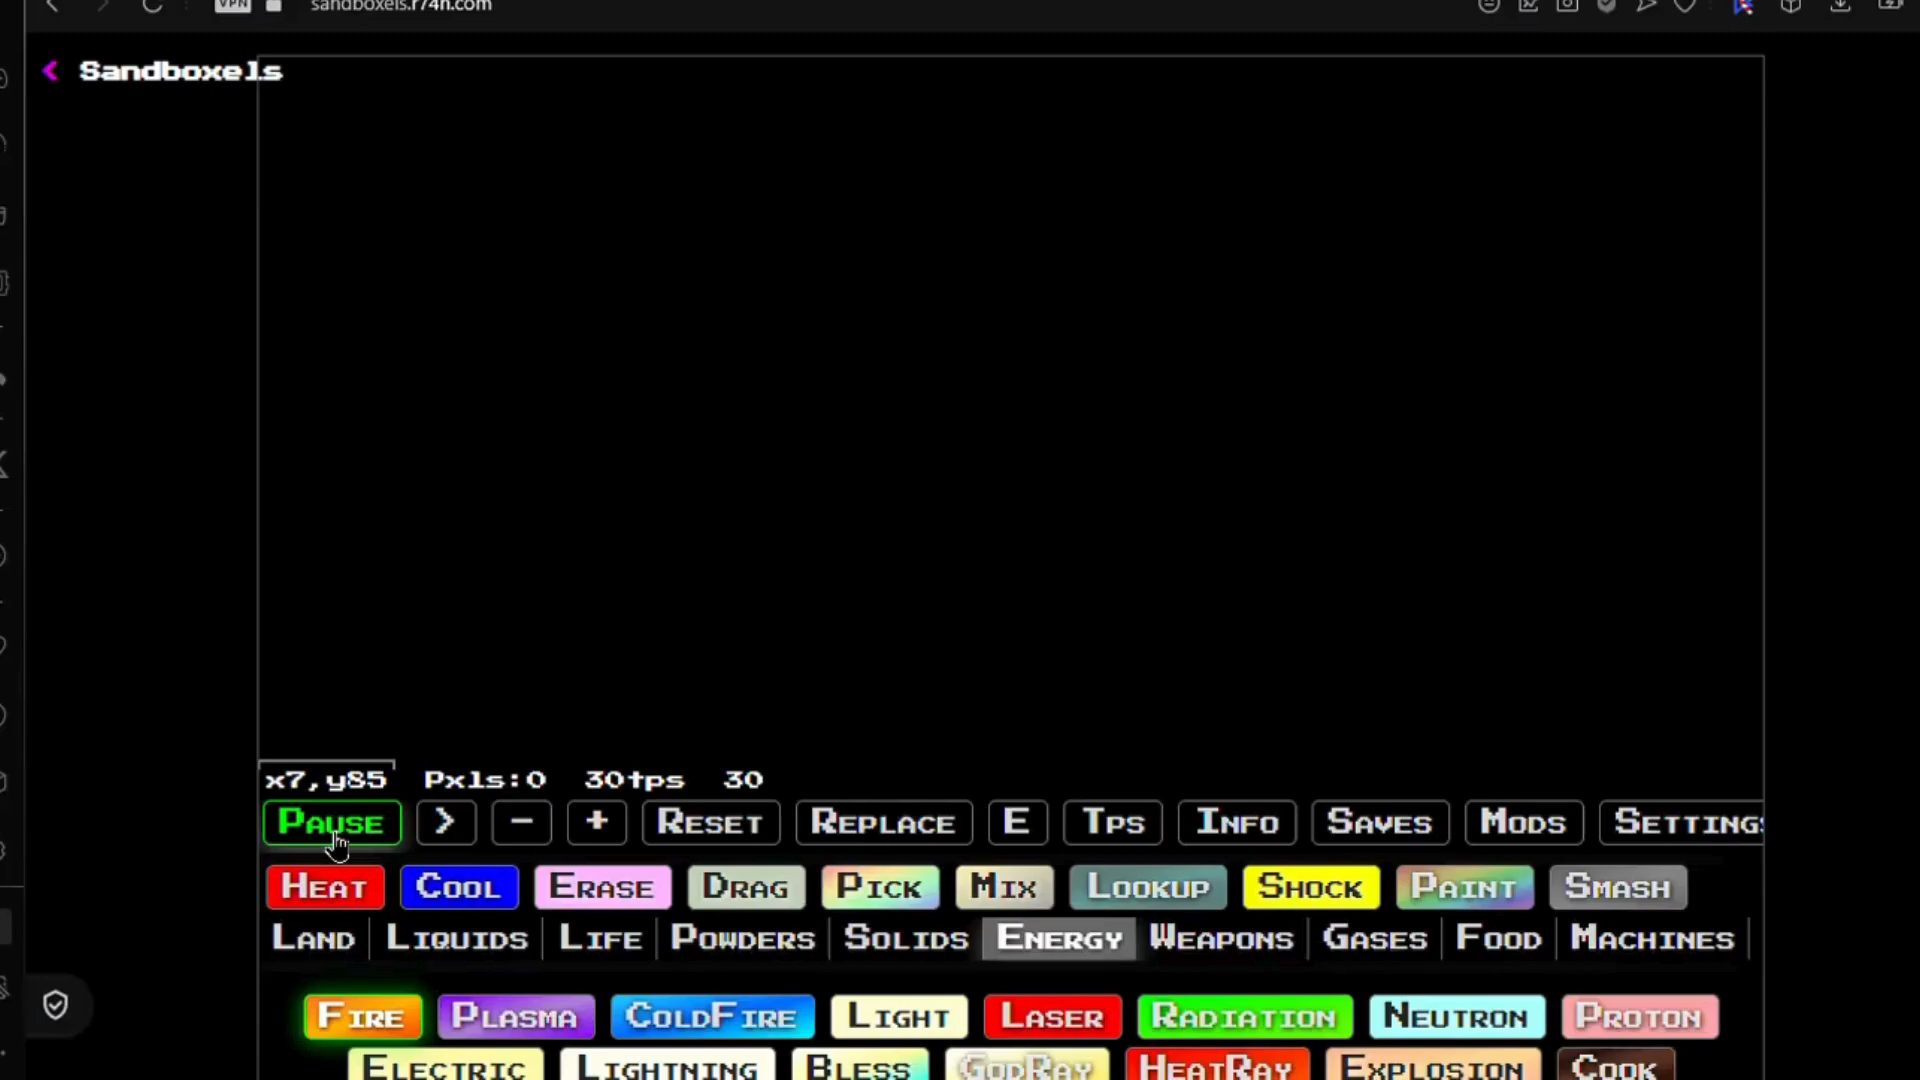 VPN sandboxels.r74n.com
< Sandboxels
x7,y85 Pxls:0 30tps 30
Pause > - + Reset Replace E Tps Info Saves Mods Setting
Heat Cool Erase Drag Pick Mix Lookup Shock Paint Smash
Land Liquids Life Powders Solids Energy Weapons Gases Food Machines
Fire Plasma ColdFire Light Laser Radiation Neutron Proton
Electric Lightning Bless GodRay HeatRay Explosion Cook